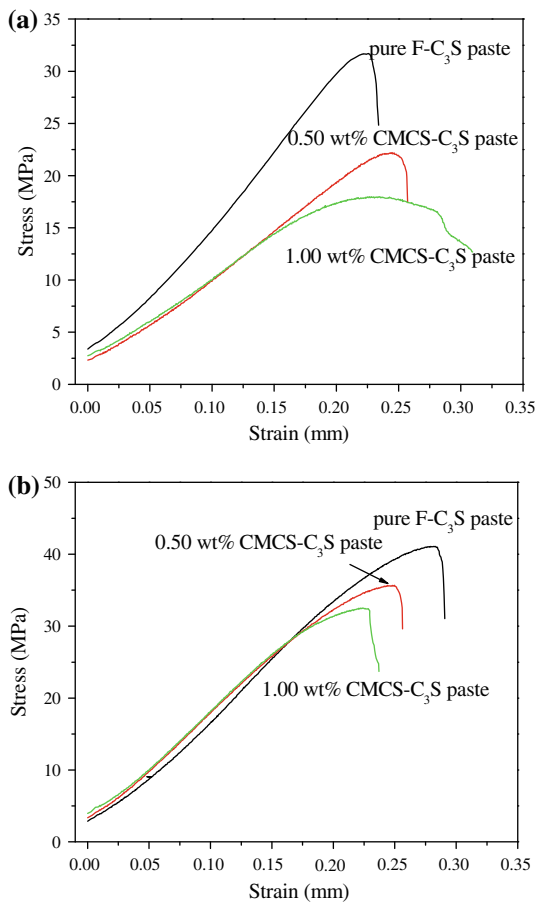 (a)
35
30
25
20
15
10
5
0
Stress (MPa)
pure F-C₃S paste
0.50 wt% CMCS-C₃S paste
1.00 wt% CMCS-C₃S paste
0.00 0.05 0.10 0.15 0.20 0.25 0.30 0.35
Strain (mm)
(b)
50
40
30
20
10
0
Stress (MPa)
pure F-C₃S paste
0.50 wt% CMCS-C₃S paste
1.00 wt% CMCS-C₃S paste
0.00 0.05 0.10 0.15 0.20 0.25 0.30 0.35
Strain (mm)